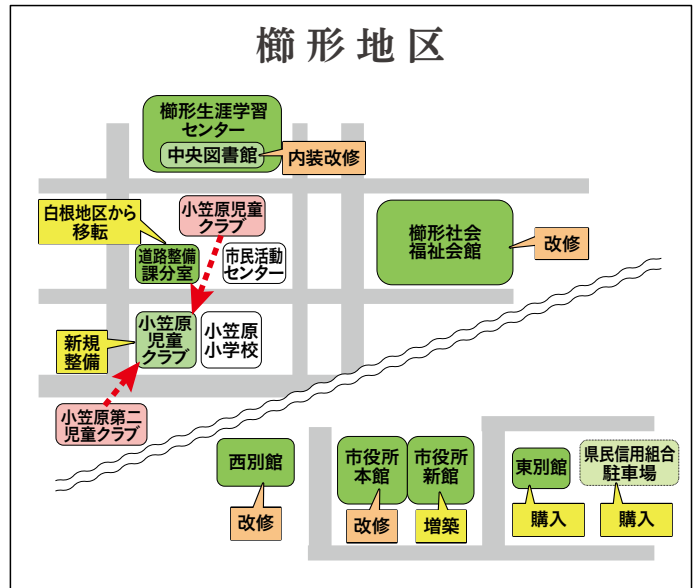 櫛形地区
櫛形生涯学習
センター
中央図書館
内装改修
白根地区から
移転
小笠原児童
クラブ
道路整備
課分室
市民活動
センター
櫛形社会
福祉会館
改修
新規
整備
小笠原
児童
クラブ
小笠原
小学校
小笠原第二
児童クラブ
西別館
改修
市役所
本館
改修
市役所
新館
増築
東別館
購入
県民信用組合
駐車場
購入